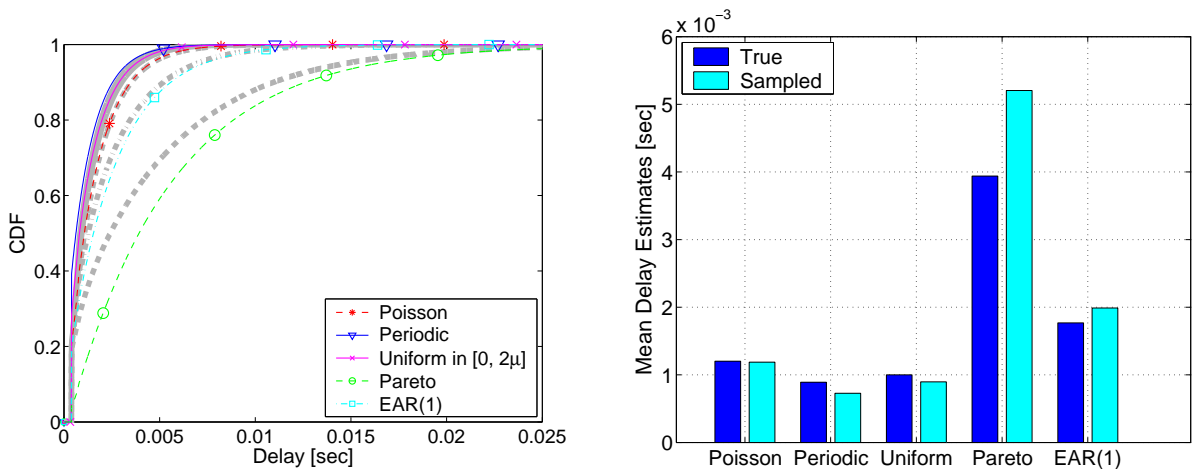 1
0.8
0.6
0.4
0.2
0
CDF
0 0.005 0.01 0.015 0.02 0.025
Delay [sec]
Poisson
Periodic
Uniform in [0, 2μ]
Pareto
EAR(1)
x 10⁻³
6
5
4
3
2
1
0
Mean Delay Estimates [sec]
True
Sampled
Poisson Periodic Uniform Pareto EAR(1)